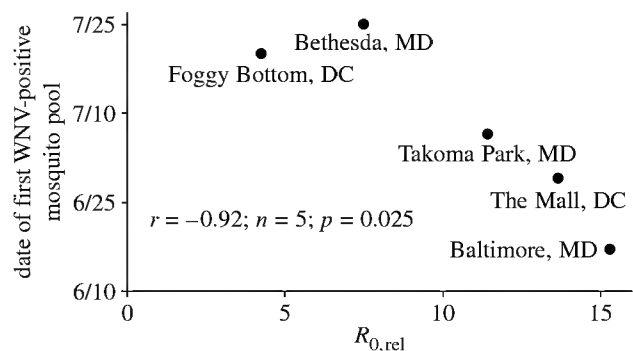 date of first WNV-positive
mosquito pool
7/25
7/10
6/25
6/10
Bethesda, MD
Foggy Bottom, DC
Takoma Park, MD
The Mall, DC
r = –0.92; n = 5; p = 0.025
Baltimore, MD
0
5
10
15
R0,rel